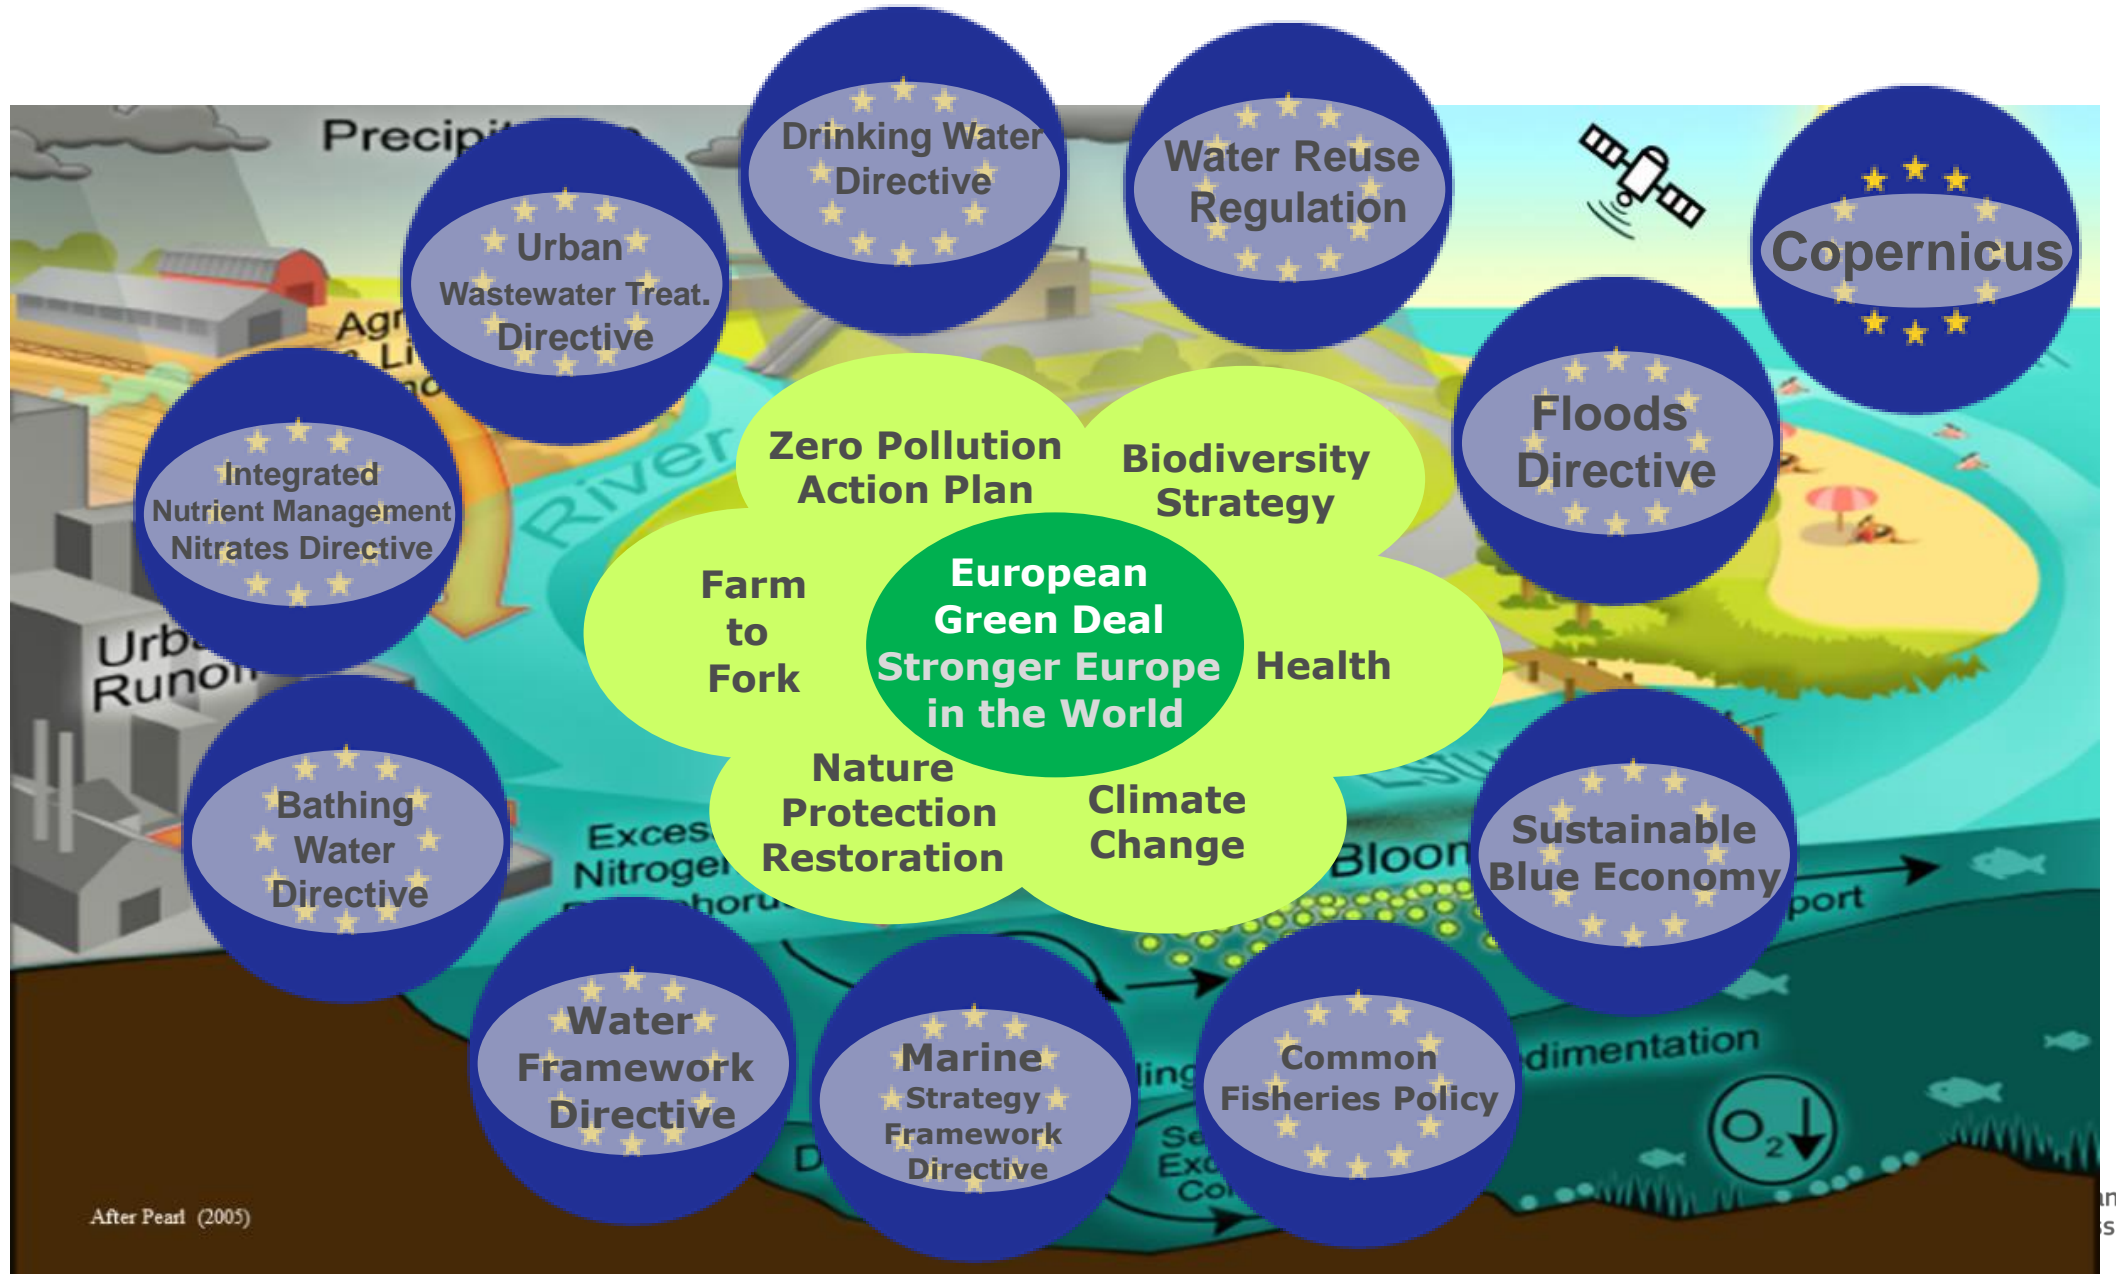 Drinking Water
Directive
Water Reuse
Regulation
Urban
Wastewater Treat.
Directive
Copernicus
Floods
Directive
Integrated
Nutrient Management
Nitrates Directive
River
Zero Pollution
Action Plan
Biodiversity
Strategy
Farm
to
Fork
European
Green Deal
Stronger Europe
in the World
Health
Nature
Protection
Restoration
Climate
Change
Bathing
Water
Directive
Sustainable
Blue Economy
Water
Framework
Directive
Marine
Strategy
Framework
Directive
Common
Fisheries Policy
O2
After Pearl (2005)